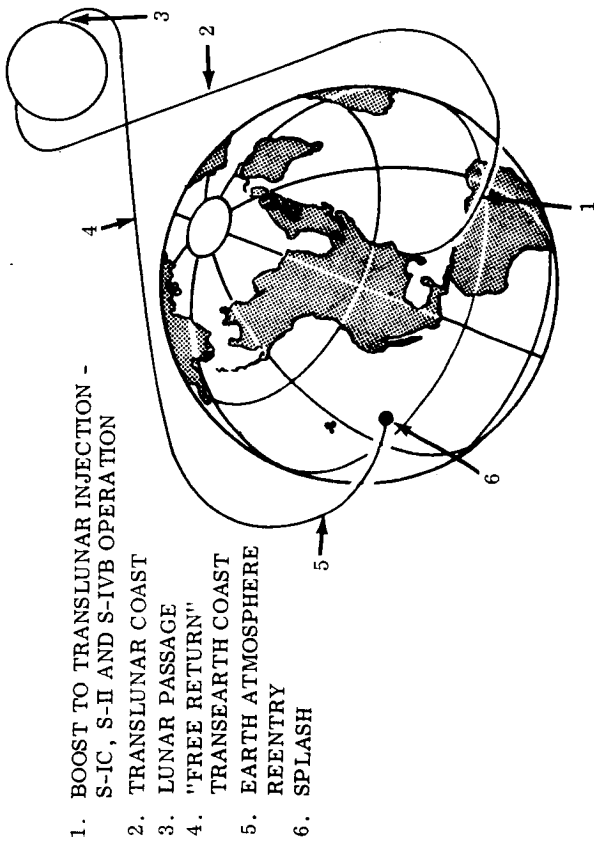 1. BOOST TO TRANSLUNAR INJECTION -
S-IC, S-II AND S-IVB OPERATION
2. TRANSLUNAR COAST
3. LUNAR PASSAGE
4. "FREE RETURN"
TRANSEARTH COAST
5. EARTH ATMOSPHERE
REENTRY
6. SPLASH
3
2
4
1
6
5